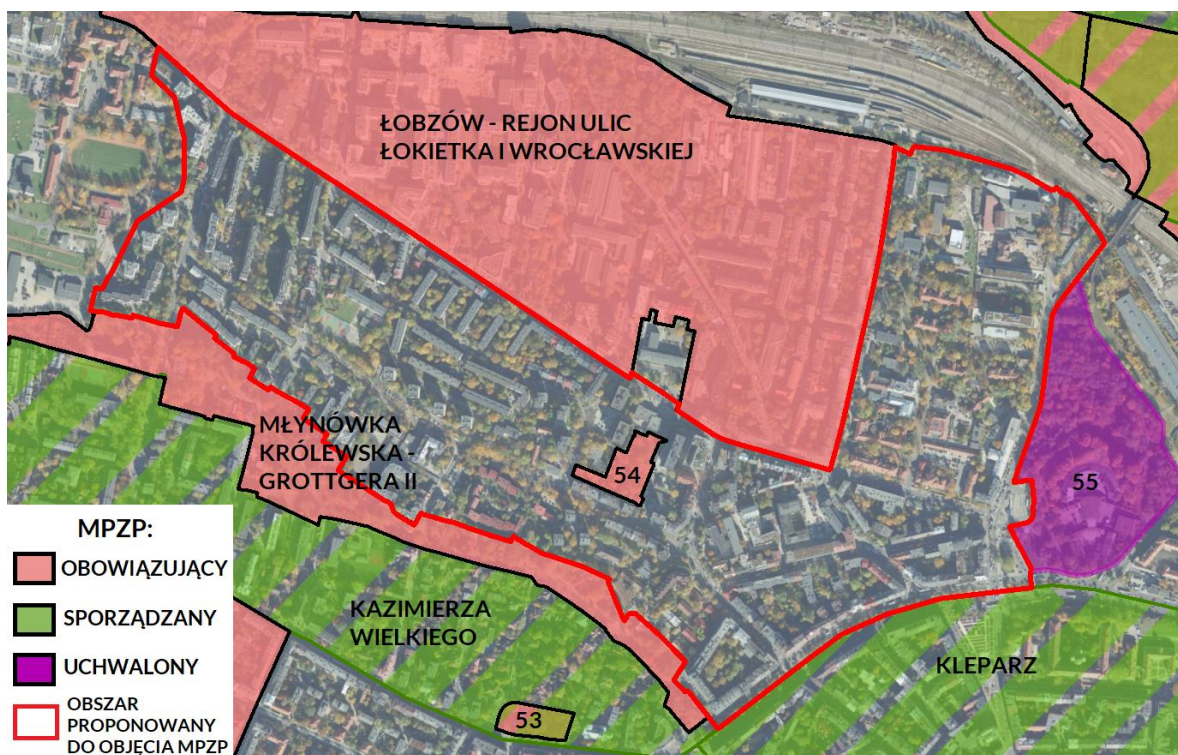 ŁOBZÓW - REJON ULIC
ŁOKIETKA I WROCŁAWSKIEJ
MŁYNÓWKA
KRÓLEWSKA -
GROTTGERA II
54
55
KAZIMIERZA
WIELKIEGO
KLEPARZ
53
MPZP:
OBOWIĄZUJĄCY
SPORZĄDZANY
UCHWALONY
OBSZAR
PROPONOWANY
DO OBJĘCIA MPZP